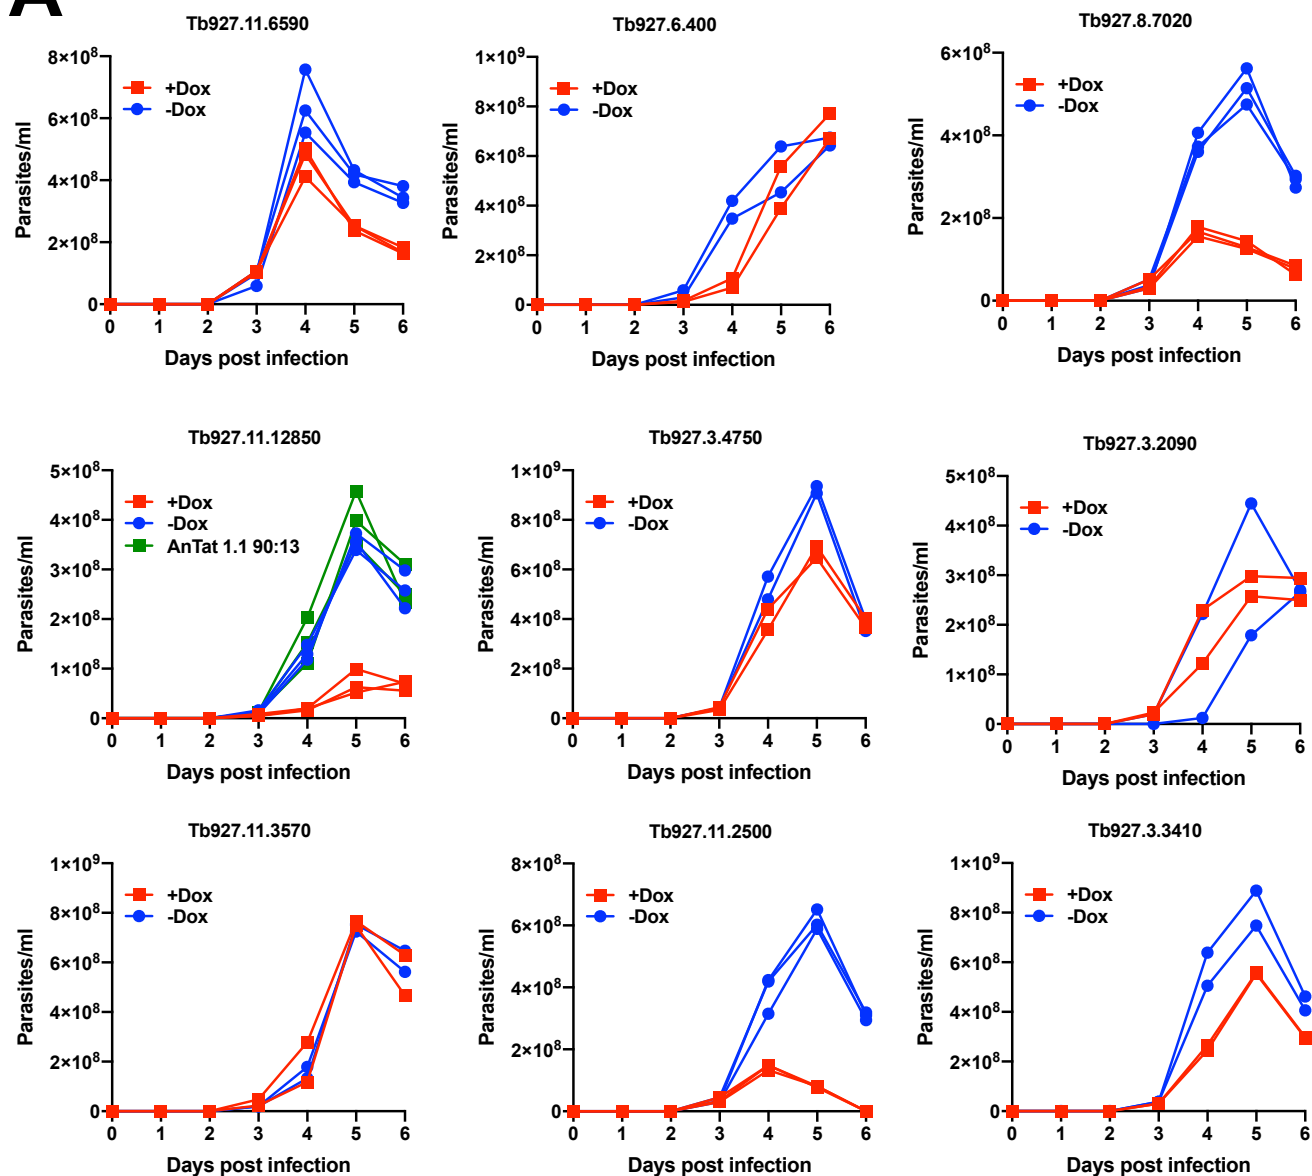 A
Tb927.11.6590
8×10⁸
6×10⁸
4×10⁸
2×10⁸
0
+Dox
-Dox
Parasites/ml
0 1 2 3 4 5 6
Days post infection
Tb927.6.400
1×10⁹
8×10⁸
6×10⁸
4×10⁸
2×10⁸
0
+Dox
-Dox
Parasites/ml
0 1 2 3 4 5 6
Days post infection
Tb927.8.7020
6×10⁸
4×10⁸
2×10⁸
0
+Dox
-Dox
Parasites/ml
0 1 2 3 4 5 6
Days post infection
Tb927.11.12850
5×10⁸
4×10⁸
3×10⁸
2×10⁸
1×10⁸
0
+Dox
-Dox
AnTat 1.1 90:13
Parasites/ml
0 1 2 3 4 5 6
Days post infection
Tb927.3.4750
1×10⁹
8×10⁸
6×10⁸
4×10⁸
2×10⁸
0
+Dox
-Dox
Parasites/ml
0 1 2 3 4 5 6
Days post infection
Tb927.3.2090
5×10⁸
4×10⁸
3×10⁸
2×10⁸
1×10⁸
0
+Dox
-Dox
Parasites/ml
0 1 2 3 4 5 6
Days post infection
Tb927.11.3570
1×10⁹
8×10⁸
6×10⁸
4×10⁸
2×10⁸
0
+Dox
-Dox
Parasites/ml
0 1 2 3 4 5 6
Days post infection
Tb927.11.2500
8×10⁸
6×10⁸
4×10⁸
2×10⁸
0
+Dox
-Dox
Parasites/ml
0 1 2 3 4 5 6
Days post infection
Tb927.3.3410
1×10⁹
8×10⁸
6×10⁸
4×10⁸
2×10⁸
0
+Dox
-Dox
Parasites/ml
0 1 2 3 4 5 6
Days post infection